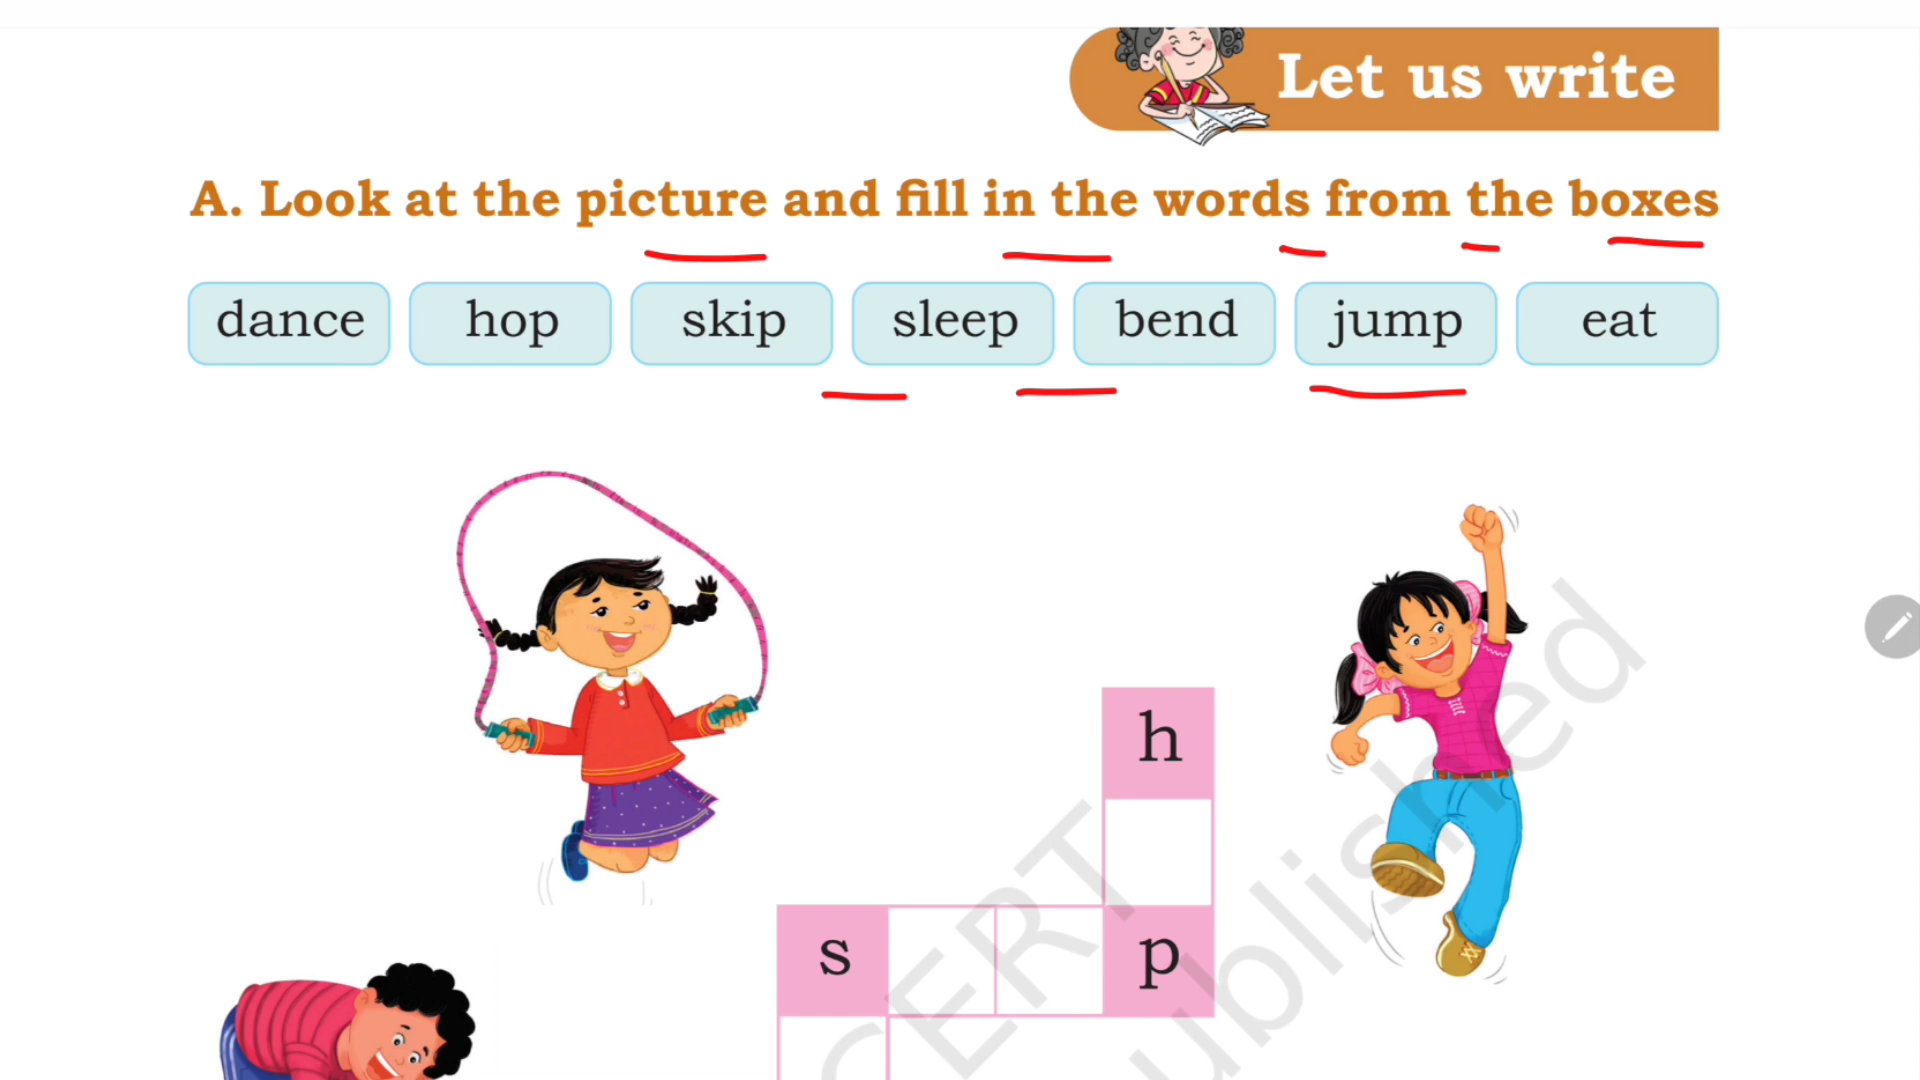 Let us write
A. Look at the picture and fill in the words from the boxes
dance hop skip sleep bend jump eat
h
s p